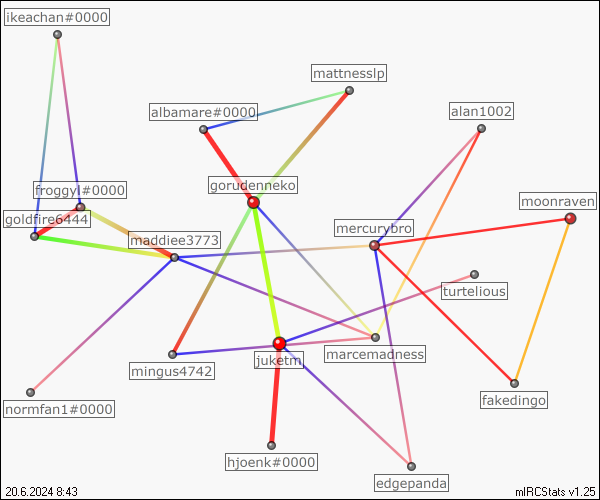 ikeachan#0000
mattnesslp
albamare#0000
alan1002
gorudenneko
froggyl#0000
moonraven
goldfire6444
mercurybro
maddiee3773
turtelious
marcemadness
juketm
mingus4742
fakedingo
normfan1#0000
hjoenk#0000
edgepanda
20.6.2024 8:43
mIRCStats v1.25